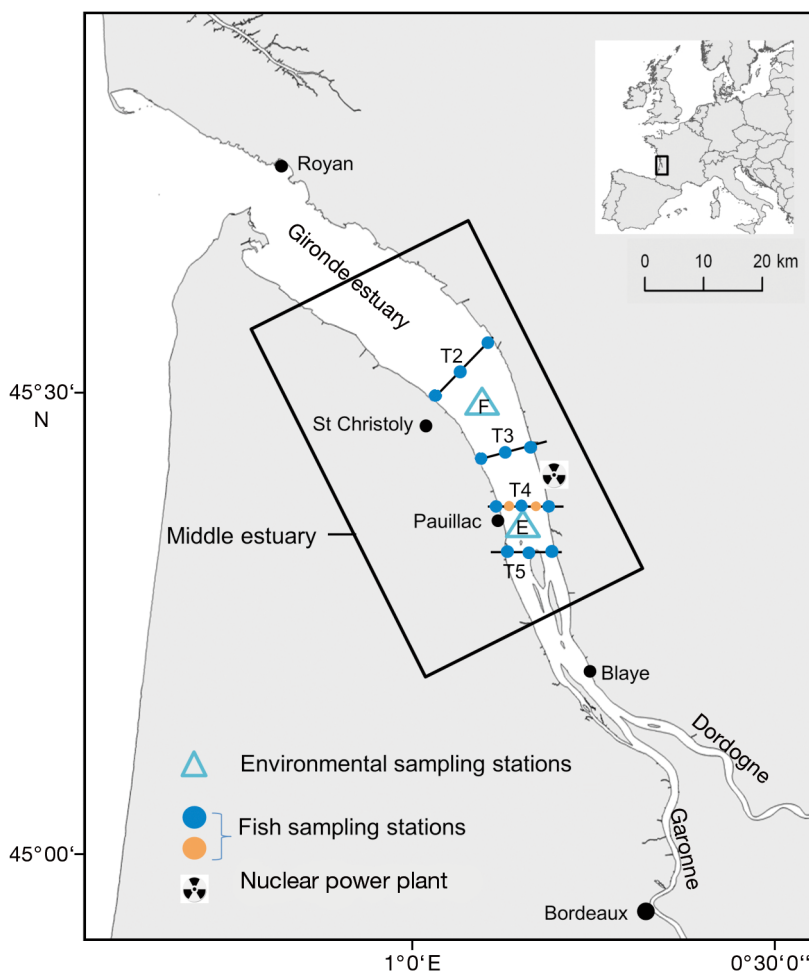 Royan
Gironde estuary
0 10 20 km
45°30‘
N
T2
F
St Christoly
T3
T4
Pauillac
E
Middle estuary
T5
Blaye
Dordogne
Environmental sampling stations
Fish sampling stations
Garonne
45°00‘
Nuclear power plant
Bordeaux
1°0‘ E
0°30‘0‘‘